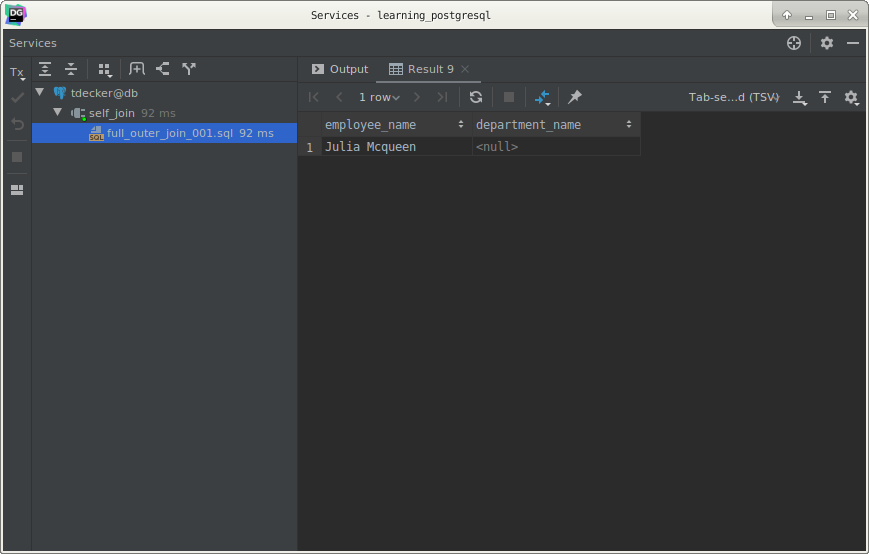 DG
Services - learning_postgresql
Services
Tx
Output
Result 9
tdecker@db
1 row
Tab-se...d (TSV)
self_join 92 ms
employee_name
department_name
SQL
full_outer_join_001.sql 92 ms
1
Julia Mcqueen
<null>